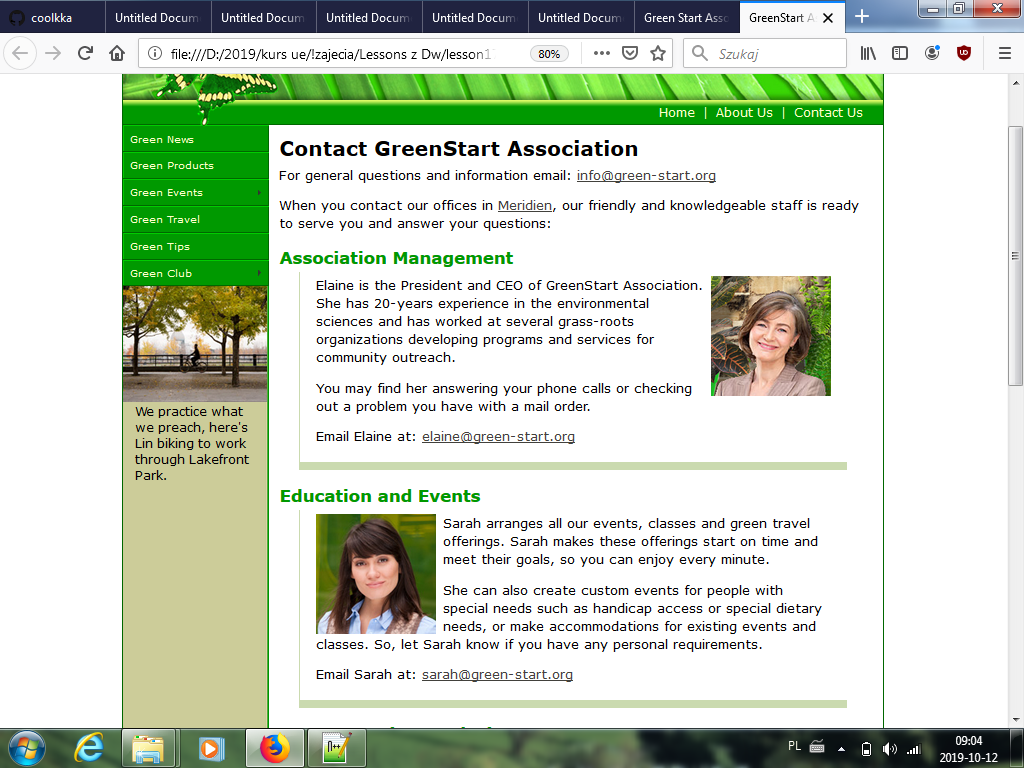 coolkka
Untitled Docum
Untitled Docum
Untitled Docum
Untitled Docum
Untitled Docum
Green Start Asso
GreenStart A
file:///D:/2019/kurs ue/!zajecia/Lessons z Dw/lesson1
80%
Szukaj
Home | About Us | Contact Us
Green News
Green Products
Green Events
Green Travel
Green Tips
Green Club
We practice what
we preach, here's
Lin biking to work
through Lakefront
Park.
Contact GreenStart Association
For general questions and information email: info@green-start.org
When you contact our offices in Meridien, our friendly and knowledgeable staff is ready
to serve you and answer your questions:
Association Management
Elaine is the President and CEO of GreenStart Association.
She has 20-years experience in the environmental
sciences and has worked at several grass-roots
organizations developing programs and services for
community outreach.
You may find her answering your phone calls or checking
out a problem you have with a mail order.
Email Elaine at: elaine@green-start.org
Education and Events
Sarah arranges all our events, classes and green travel
offerings. Sarah makes these offerings start on time and
meet their goals, so you can enjoy every minute.
She can also create custom events for people with
special needs such as handicap access or special dietary
needs, or make accommodations for existing events and
classes. So, let Sarah know if you have any personal requirements.
Email Sarah at: sarah@green-start.org
PL
09:04
2019-10-12